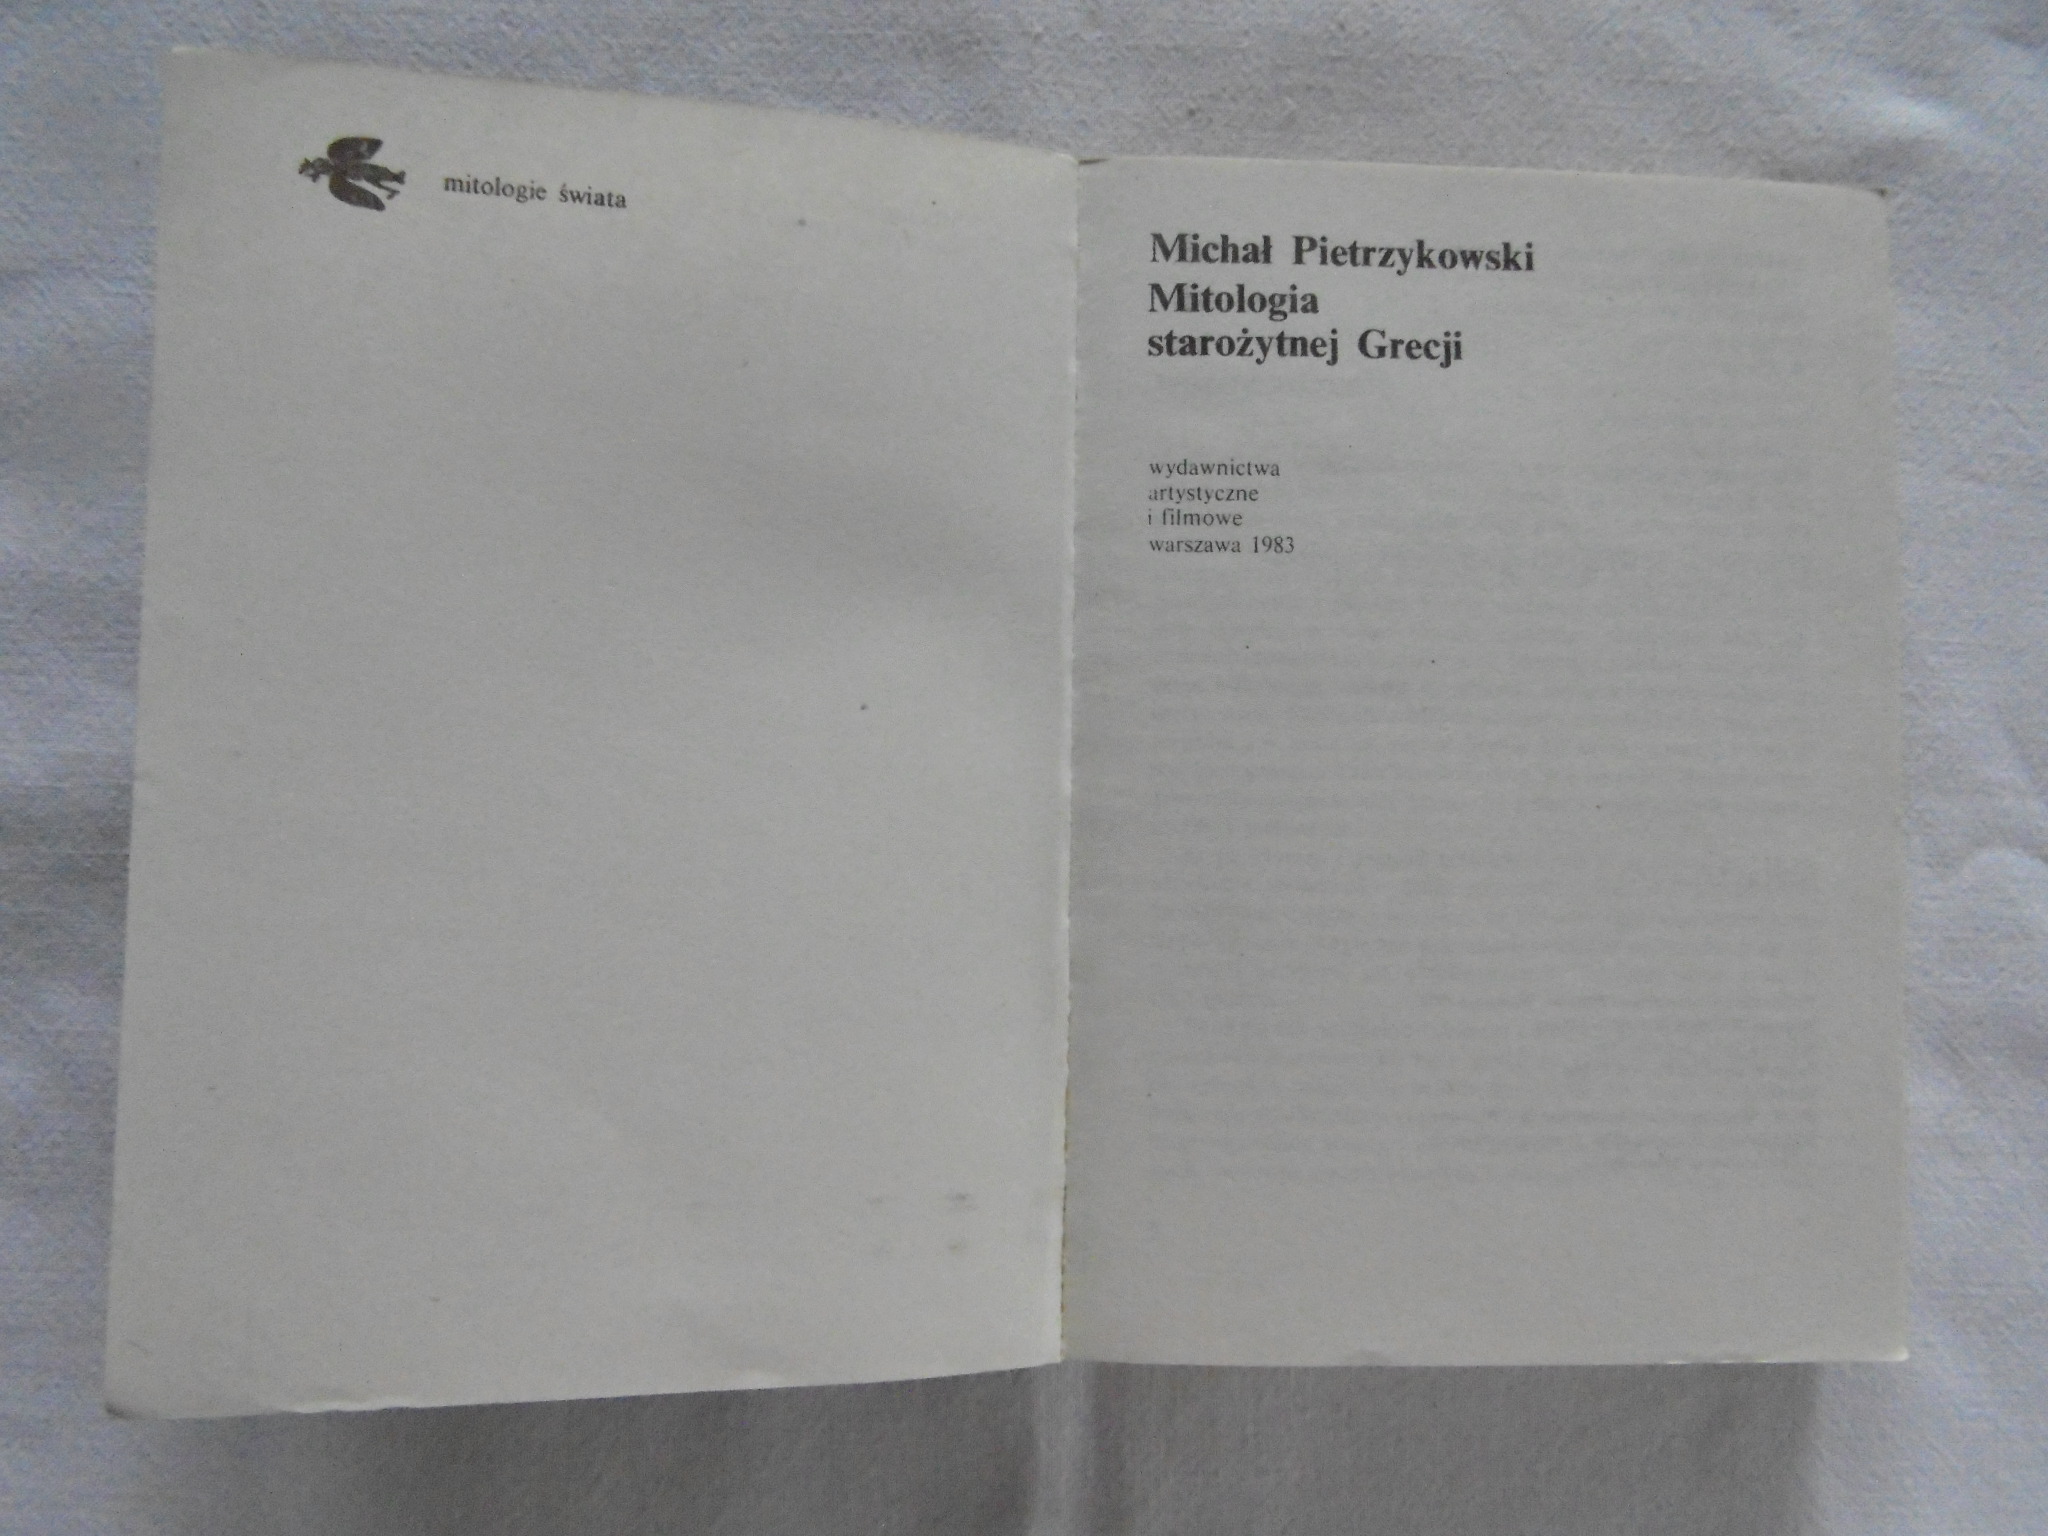 mitologie świata
Michał Pietrzykowski
Mitologia
starożytnej Grecji
wydawnictwa
artystyczne
i filmowe
warszawa 1983